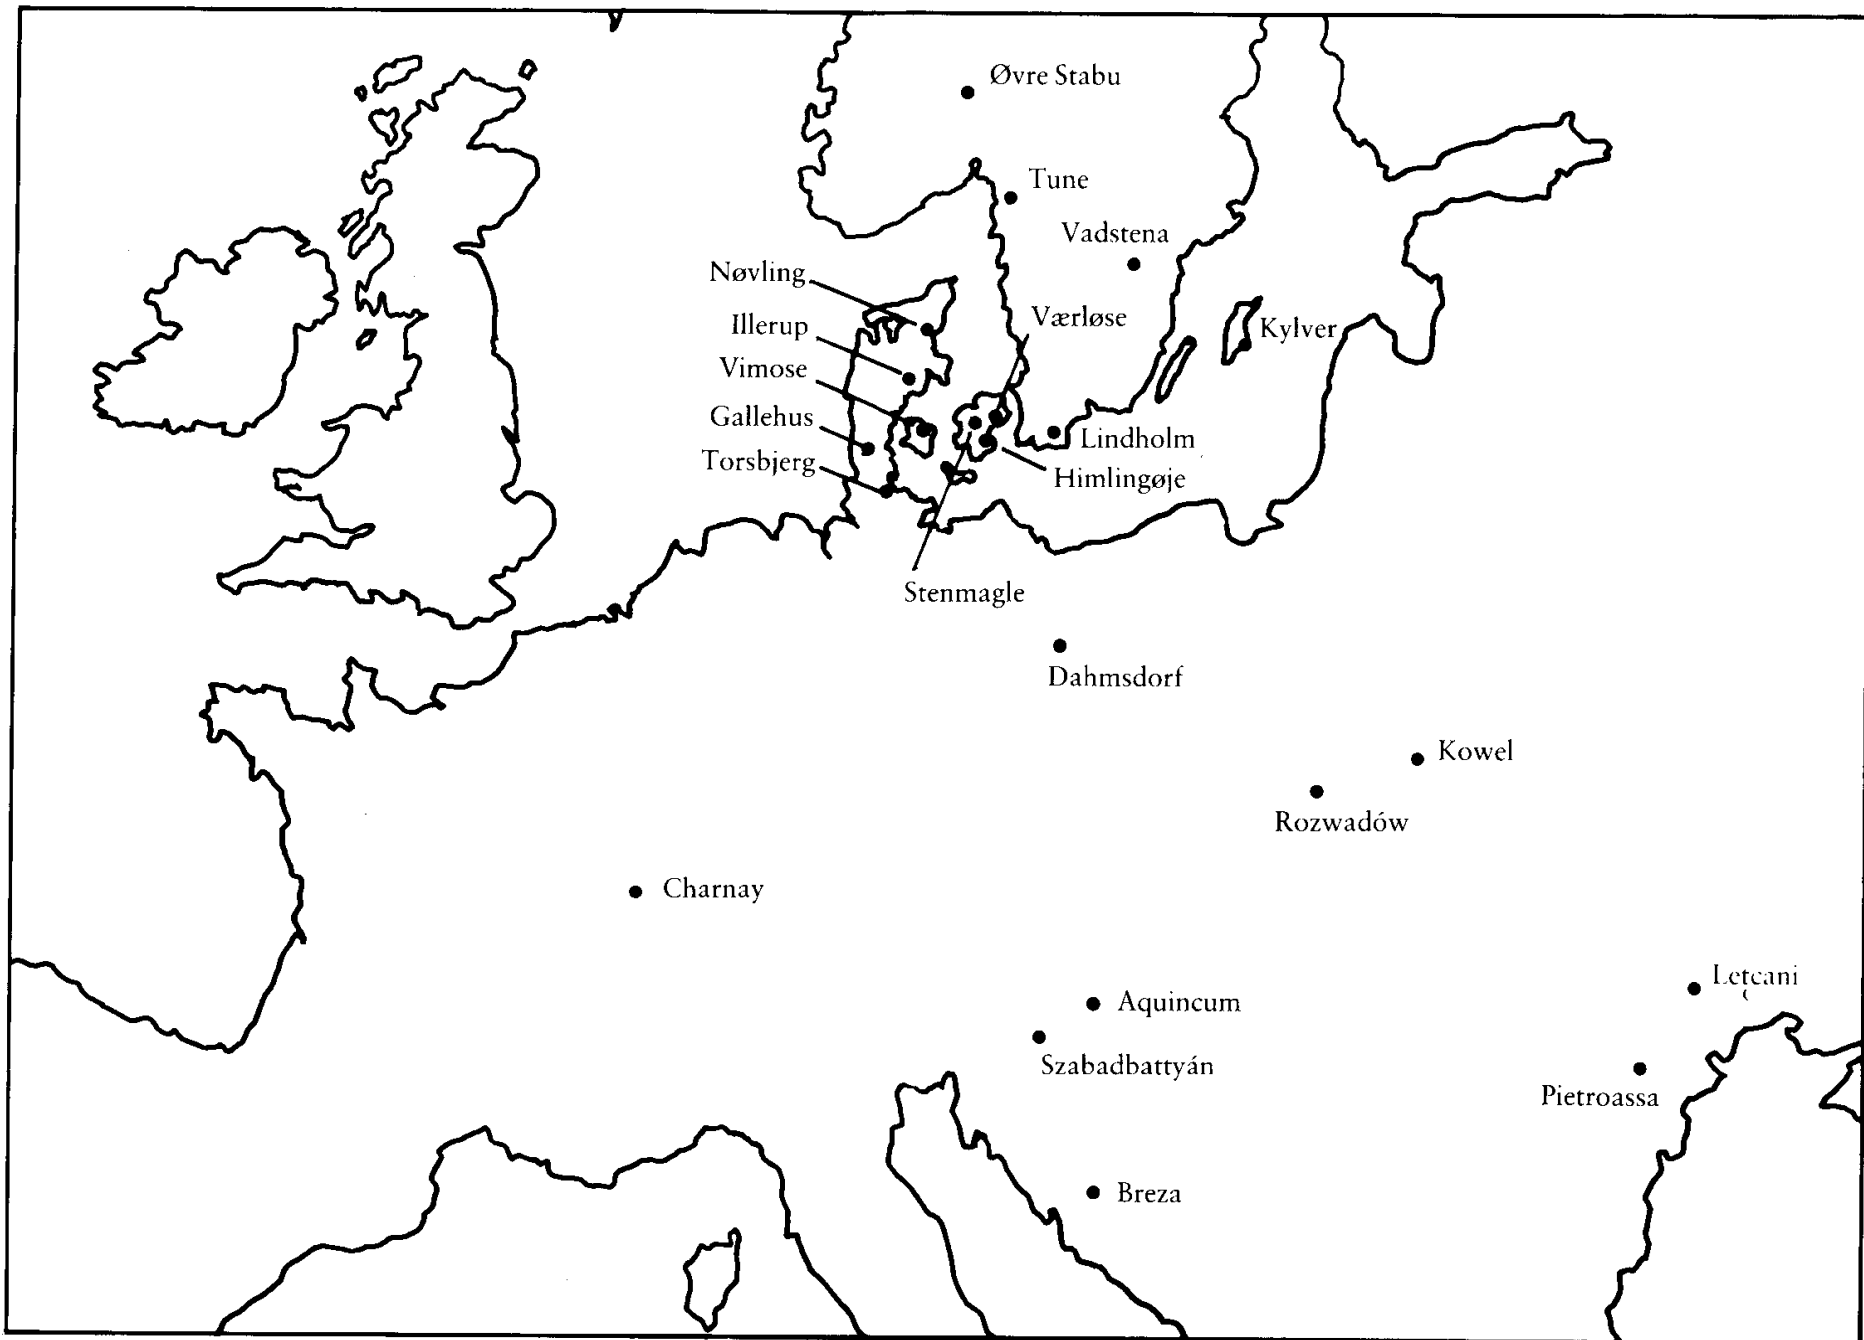 Øvre Stabu
Tune
Vadstena
Nøvling
Værløse
Illerup
Kylver
Vimose
Gallehus
Lindholm
Torsbjerg
Himlingøje
Stenmagle
Dahmsdorf
Kowel
Rozwadów
Charnay
Leţcani
Aquincum
Szabadbattyán
Pietroassa
Breza